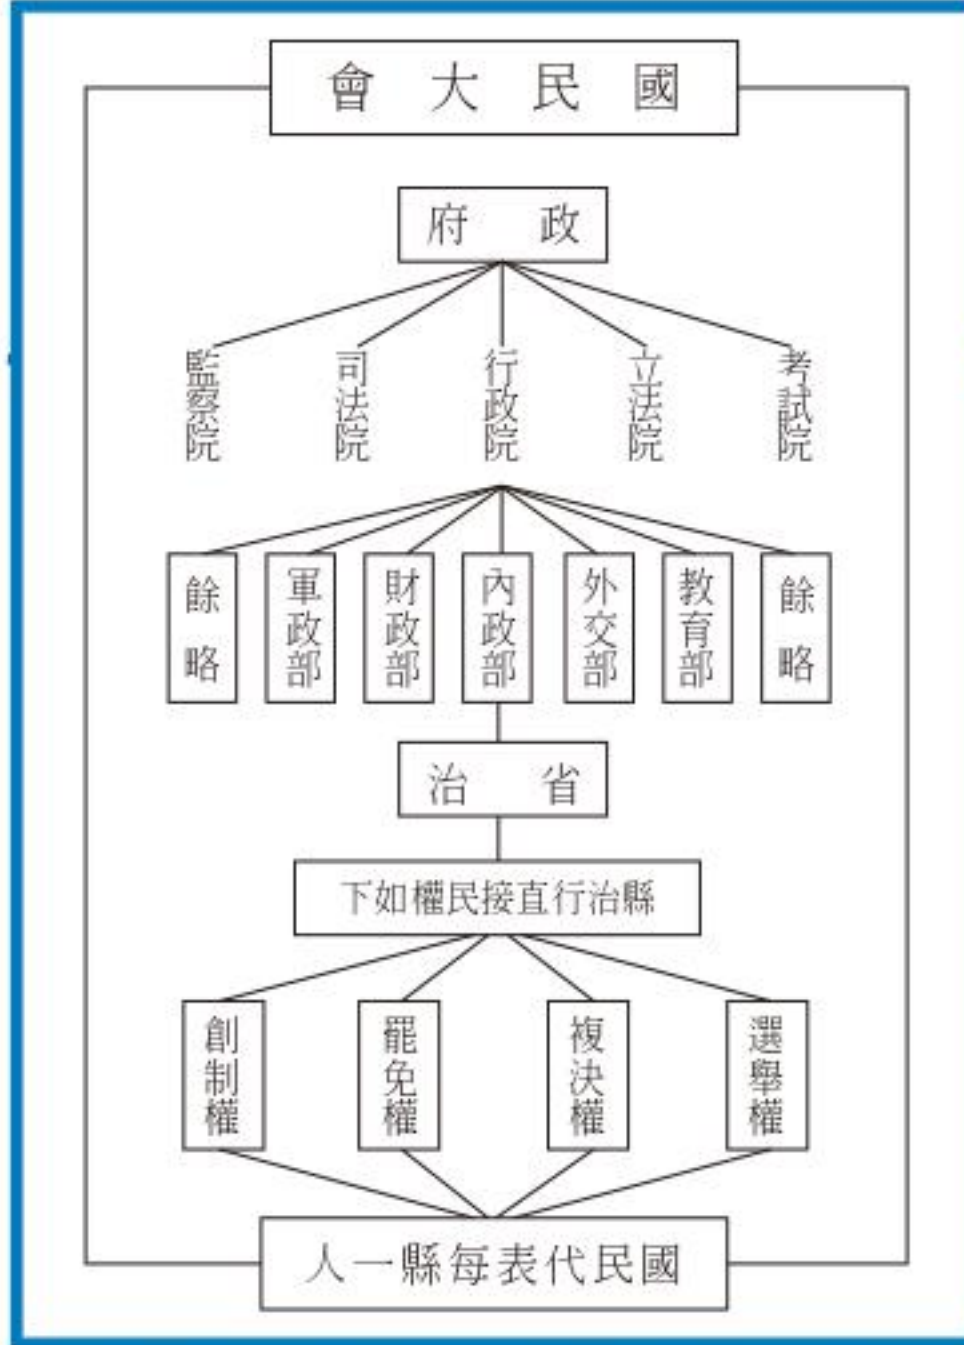 國民大會
政府
考試院
立法院
行政院
司法院
監察院
餘略
教育部
外交部
內政部
財政部
軍政部
餘略
省治
縣治行直接民權如下
選舉權
複決權
罷免權
創制權
國民代表每縣一人